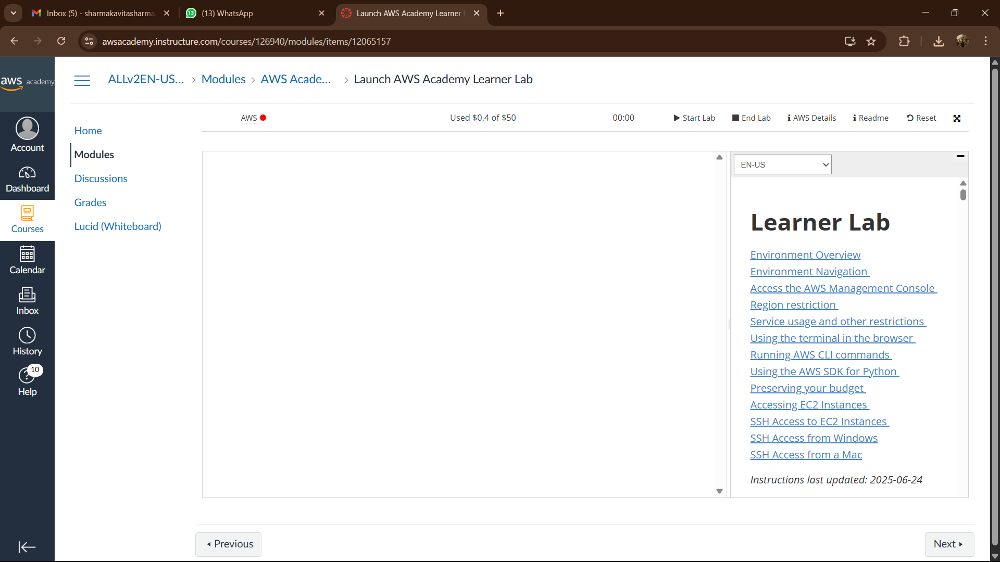 Inbox (5) - sharmakavitasharma
(13) WhatsApp
Launch AWS Academy Learner
awsacademy.instructure.com/courses/126940/modules/items/12065157
aws academy
ALLv2EN-US... > Modules > AWS Acade... > Launch AWS Academy Learner Lab
AWS
Used $0.4 of $50
00:00
Start Lab
End Lab
AWS Details
Readme
Reset
Account
Dashboard
Courses
Calendar
Inbox
History
10
Help
Home
Modules
Discussions
Grades
Lucid (Whiteboard)
EN-US
Learner Lab
Environment Overview
Environment Navigation
Access the AWS Management Console
Region restriction
Service usage and other restrictions
Using the terminal in the browser
Running AWS CLI commands
Using the AWS SDK for Python
Preserving your budget
Accessing EC2 Instances
SSH Access to EC2 Instances
SSH Access from Windows
SSH Access from a Mac
Instructions last updated: 2025-06-24
Previous
Next